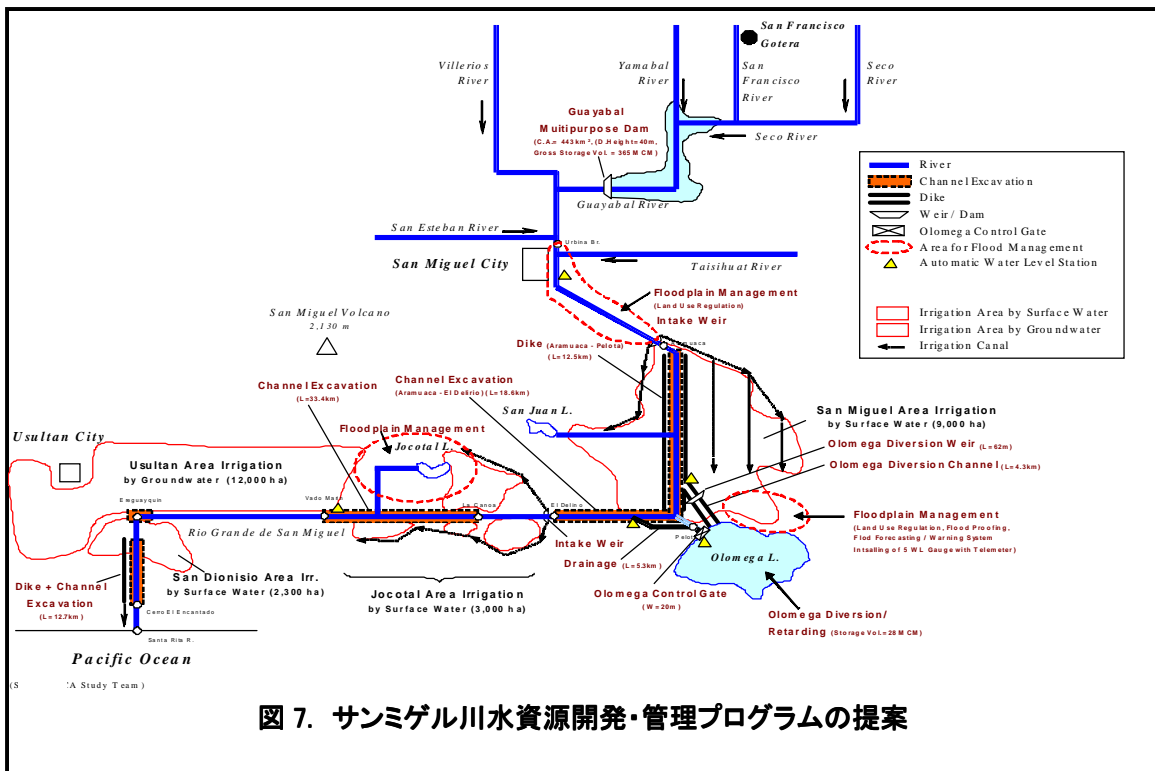 San Francisco
Gotera
Villerios
River
Yamabal
River
San
Francisco
River
Seco
River
Guayabal
Muitipurpose Dam
(C.A.= 443km², (D.Height=40m,
Gross Storage Vol. = 365MCM)
Seco River
Guayabal River
San Esteban River
Urbina Br.
San Miguel City
Taisihuat River
River
Channel Excavation
Dike
Weir / Dam
Olomega Control Gate
Area for Flood Management
Automatic Water Level Station
Irrigation Area by Surface Water
Irrigation Area by Groundwater
Irrigation Canal
San Miguel Volcano
2,130 m
Floodplain Management
(Land Use Regulation)
Intake Weir
Dike (Aramuaca - Pelota)
(L=12.5km)
Channel Excavation
(L=33.4km)
Channel Excavation
(Aramuaca - El Delirio) (L=18.6km)
San Juan L.
San Miguel Area Irrigation
by Surface Water (9,000 ha)
Olomega Diversion Weir (L=62m)
Olomega Diversion Channel (L=4.3km)
Usultan City
Floodplain Management
Jocotal L.
Usultan Area Irrigation
by Groundwater (12,000 ha)
Vado Marin
La Canoa
El Delirio
Ereguayquin
Rio Grande de San Miguel
Floodplain Management
(Land Use Regulation, Flood Proofing,
Flod Forecasting / Warning System
Intsalling of 5 WL Gauge with Telemeter)
Intake Weir
Drainage (L=5.3km)
Olomega L.
San Dionisio Area Irr.
by Surface Water (2,300 ha)
Dike + Channel
Excavation
(L=12.7km)
Jocotal Area Irrigation
by Surface Water (3,000 ha)
Olomega Control Gate
(W=20m)
Olomega Diversion/
Retarding (Storage Vol.=28MCM)
Cerro El Encantado
Santa Rita R.
Pacific Ocean
Study Team)
図 7. サンミゲル川水資源開発・管理プログラムの提案